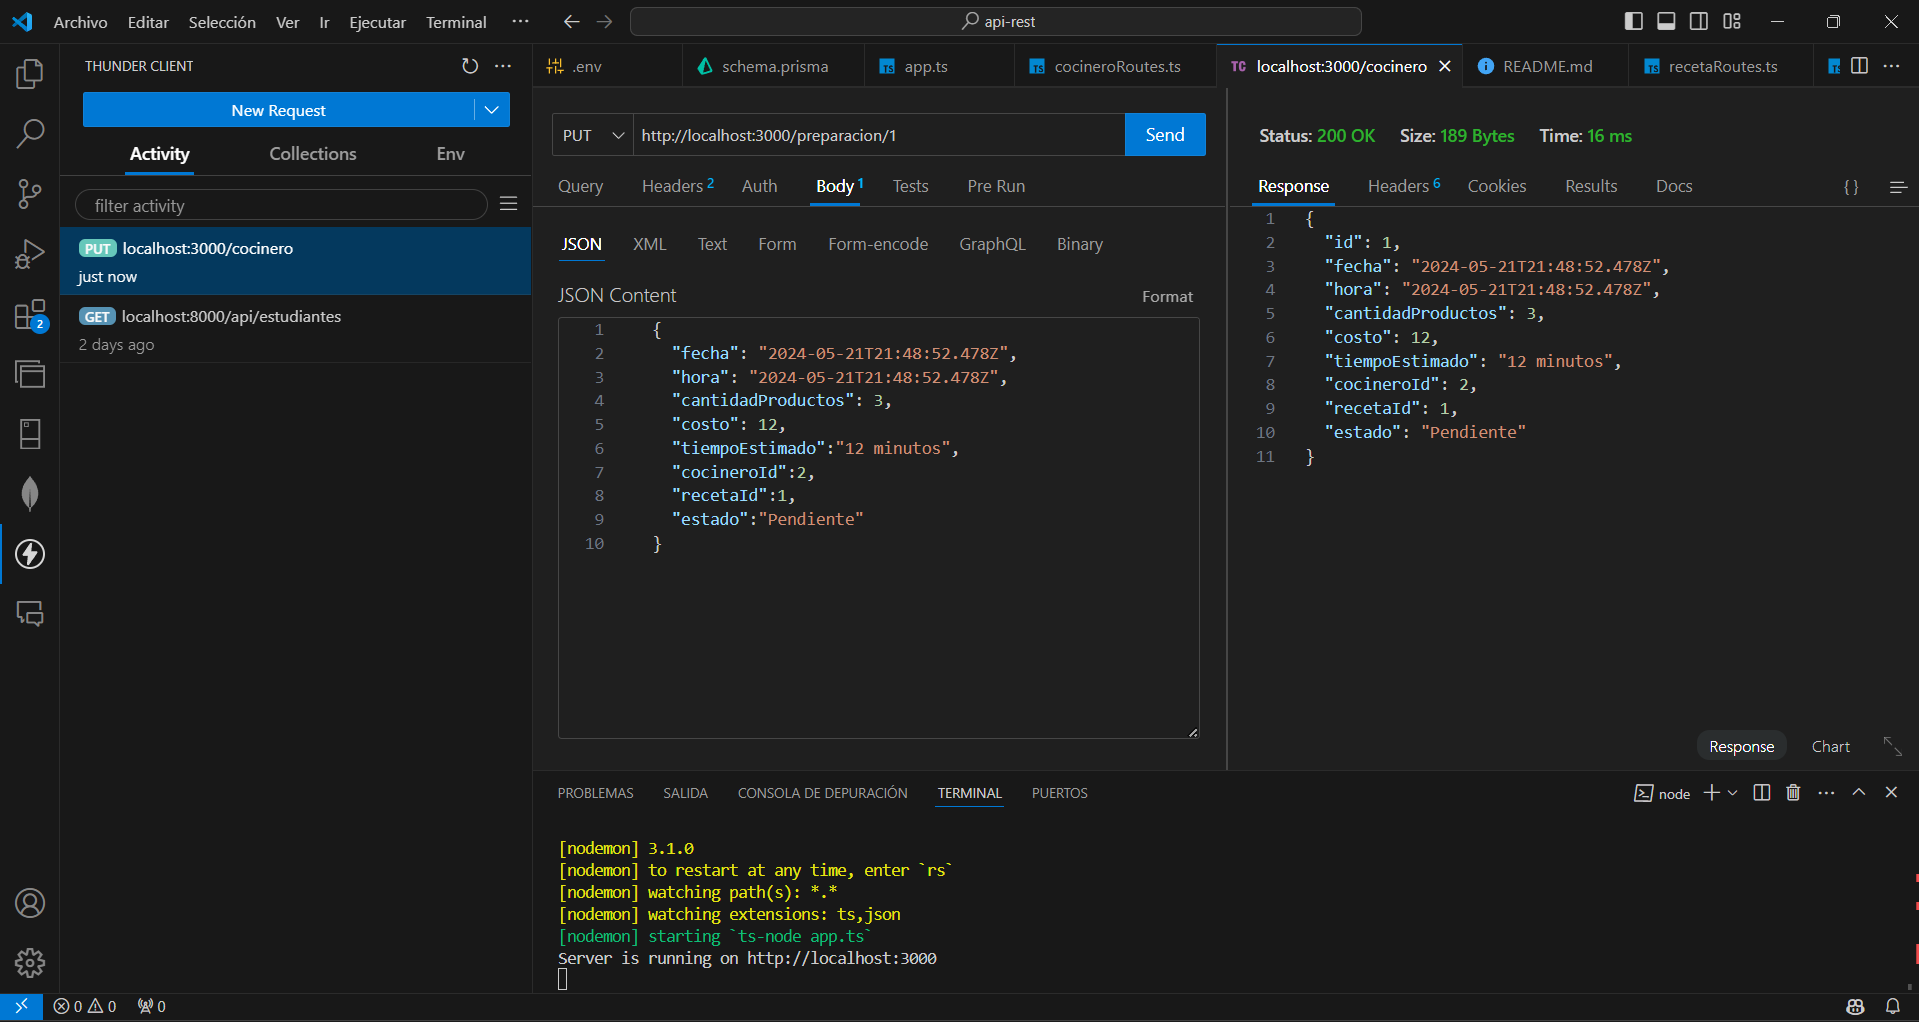 Archivo Editar Selección Ver Ir Ejecutar Terminal ··· api-rest
THUNDER CLIENT
New Request
Activity Collections Env
filter activity
PUT localhost:3000/cocinero
just now
GET localhost:8000/api/estudiantes
2 days ago
2
.env schema.prisma TS app.ts TS cocineroRoutes.ts TC localhost:3000/cocinero README.md TS recetaRoutes.ts
PUT http://localhost:3000/preparacion/1 Send
Query Headers 2 Auth Body 1 Tests Pre Run
JSON XML Text Form Form-encode GraphQL Binary
JSON Content Format
1 {
2 "fecha": "2024-05-21T21:48:52.478Z",
3 "hora": "2024-05-21T21:48:52.478Z",
4 "cantidadProductos": 3,
5 "costo": 12,
6 "tiempoEstimado":"12 minutos",
7 "cocineroId":2,
8 "recetaId":1,
9 "estado":"Pendiente"
10 }
Status: 200 OK Size: 189 Bytes Time: 16 ms
Response Headers 6 Cookies Results Docs { }
1 {
2 "id": 1,
3 "fecha": "2024-05-21T21:48:52.478Z",
4 "hora": "2024-05-21T21:48:52.478Z",
5 "cantidadProductos": 3,
6 "costo": 12,
7 "tiempoEstimado": "12 minutos",
8 "cocineroId": 2,
9 "recetaId": 1,
10 "estado": "Pendiente"
11 }
Response Chart
PROBLEMAS SALIDA CONSOLA DE DEPURACIÓN TERMINAL PUERTOS node
[nodemon] 3.1.0
[nodemon] to restart at any time, enter `rs`
[nodemon] watching path(s): *.*
[nodemon] watching extensions: ts,json
[nodemon] starting `ts-node app.ts`
Server is running on http://localhost:3000
0 0 0